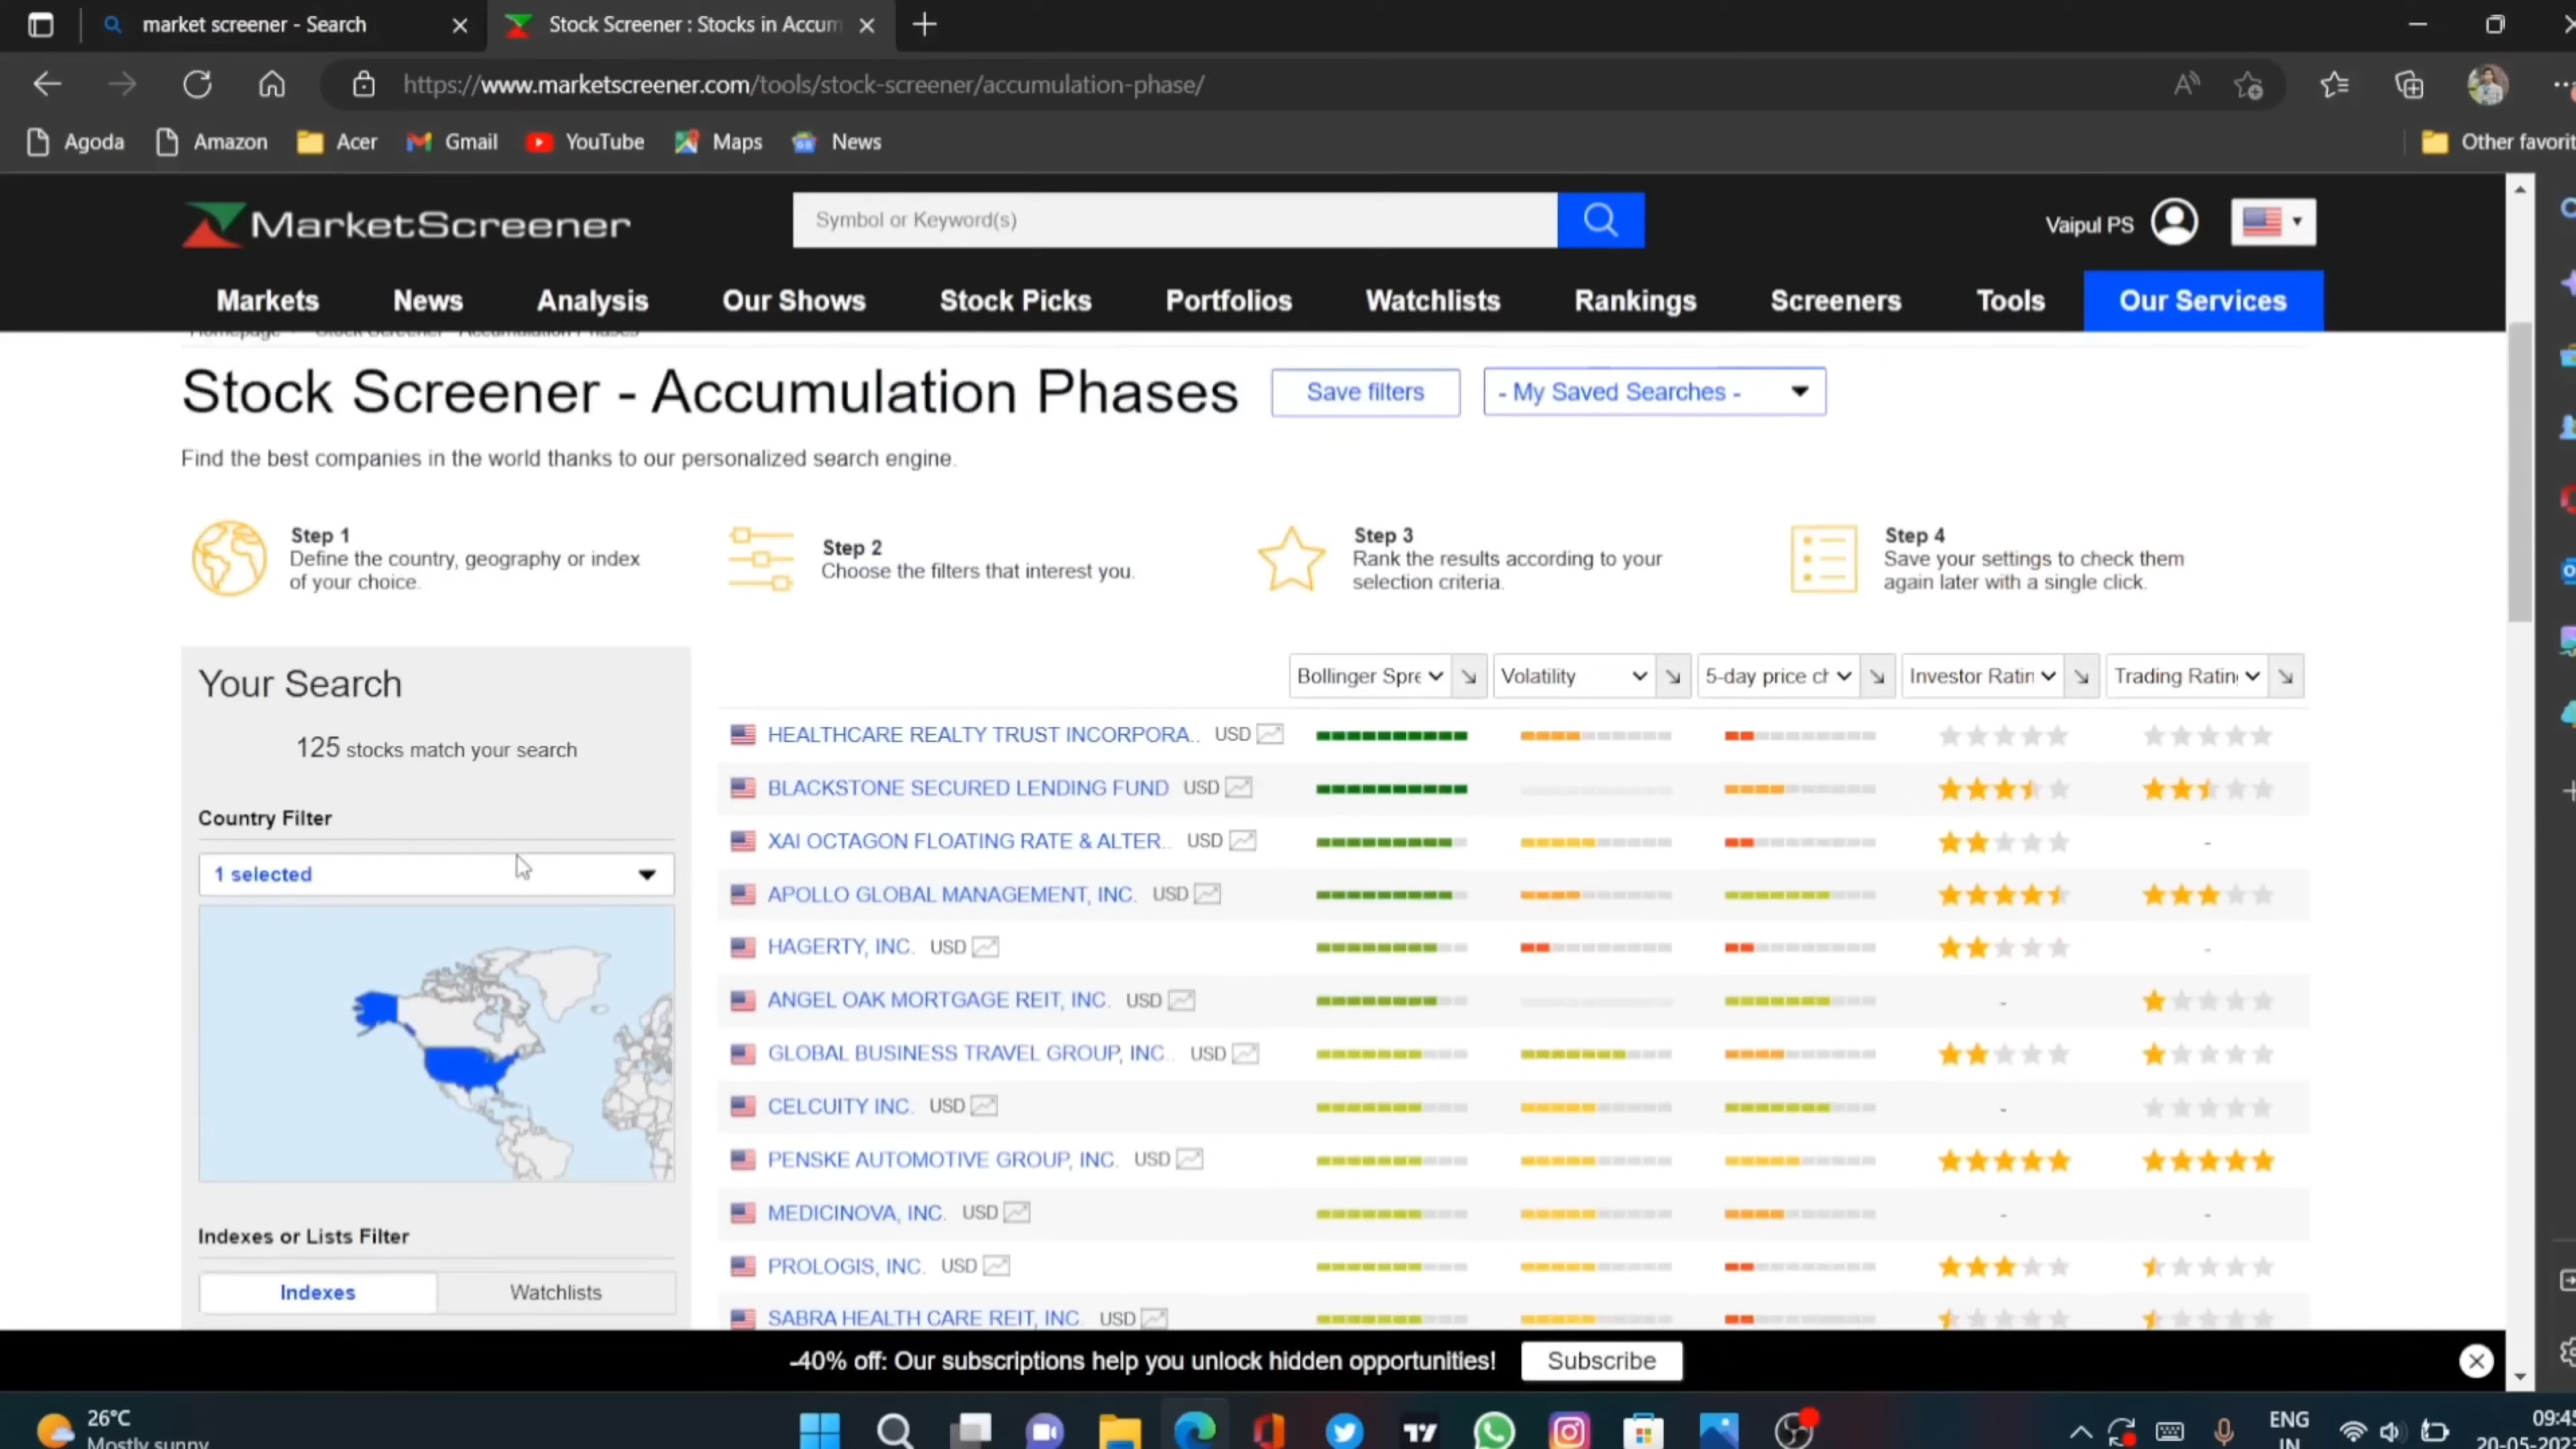 market screener - Search
Stock Screener : Stocks in Accum
https://www.marketscreener.com/tools/stock-screener/accumulation-phase/
Agoda Amazon Acer Gmail YouTube Maps News Other favorit
MarketScreener
Symbol or Keyword(s)
Vaipul PS
Markets News Analysis Our Shows Stock Picks Portfolios Watchlists Rankings Screeners Tools Our Services
Homepage Stock Screener - Accumulation Phases
Stock Screener - Accumulation Phases
Save filters
- My Saved Searches -
Find the best companies in the world thanks to our personalized search engine.
Step 1
Define the country, geography or index
of your choice.
Step 2
Choose the filters that interest you.
Step 3
Rank the results according to your
selection criteria.
Step 4
Save your settings to check them
again later with a single click.
Your Search
125 stocks match your search
Country Filter
1 selected
Indexes or Lists Filter
Indexes Watchlists
Bollinger Spre Volatility 5-day price ch Investor Ratin Trading Rating
HEALTHCARE REALTY TRUST INCORPORA.. USD
BLACKSTONE SECURED LENDING FUND USD
XAI OCTAGON FLOATING RATE & ALTER.. USD
APOLLO GLOBAL MANAGEMENT, INC. USD
HAGERTY, INC. USD
ANGEL OAK MORTGAGE REIT, INC. USD
GLOBAL BUSINESS TRAVEL GROUP, INC.. USD
CELCUITY INC. USD
PENSKE AUTOMOTIVE GROUP, INC. USD
MEDICINOVA, INC. USD
PROLOGIS, INC. USD
SABRA HEALTH CARE REIT, INC. USD
-40% off: Our subscriptions help you unlock hidden opportunities!
Subscribe
26°C
Mostly sunny
ENG
IN
09:45
20-05-202